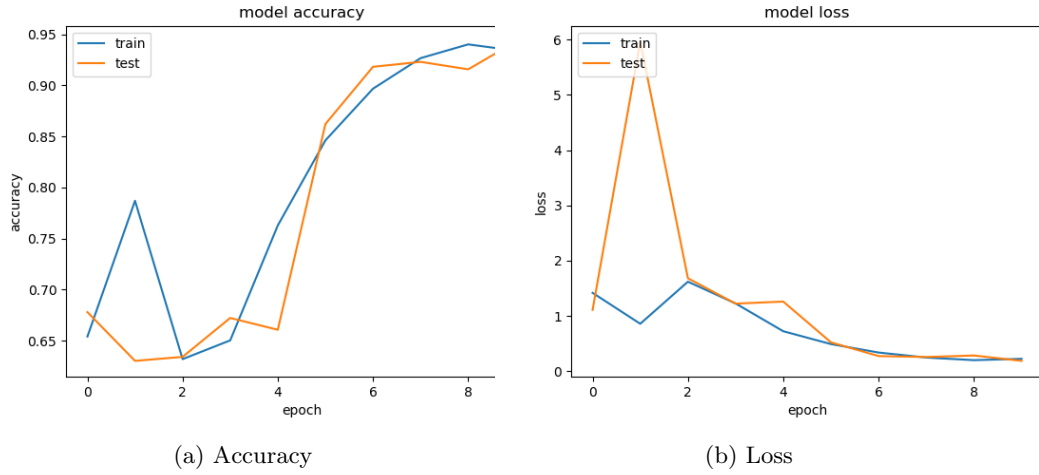 model accuracy
train
test
0.95
0.90
0.85
0.80
0.75
0.70
0.65
accuracy
0 2 4 6 8
epoch
(a) Accuracy
model loss
train
test
6
5
4
3
2
1
0
loss
0 2 4 6 8
epoch
(b) Loss